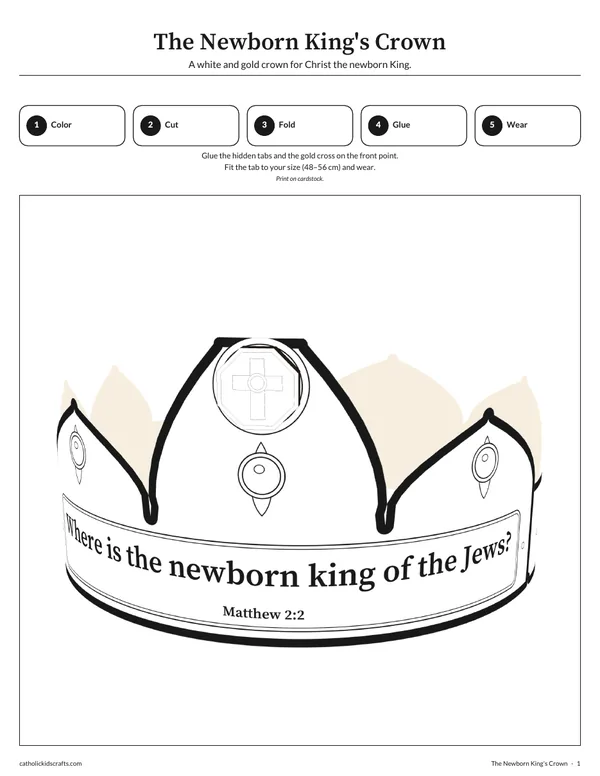 The Newborn King's Crown
A white and gold crown for Christ the newborn King.
1 Color
2 Cut
3 Fold
4 Glue
5 Wear
Glue the hidden tabs and the gold cross on the front point.
Fit the tab to your size (48–56 cm) and wear.
Print on cardstock.
Where is the newborn king of the Jews?
Matthew 2:2
catholickidscrafts.com
The Newborn King's Crown - 1